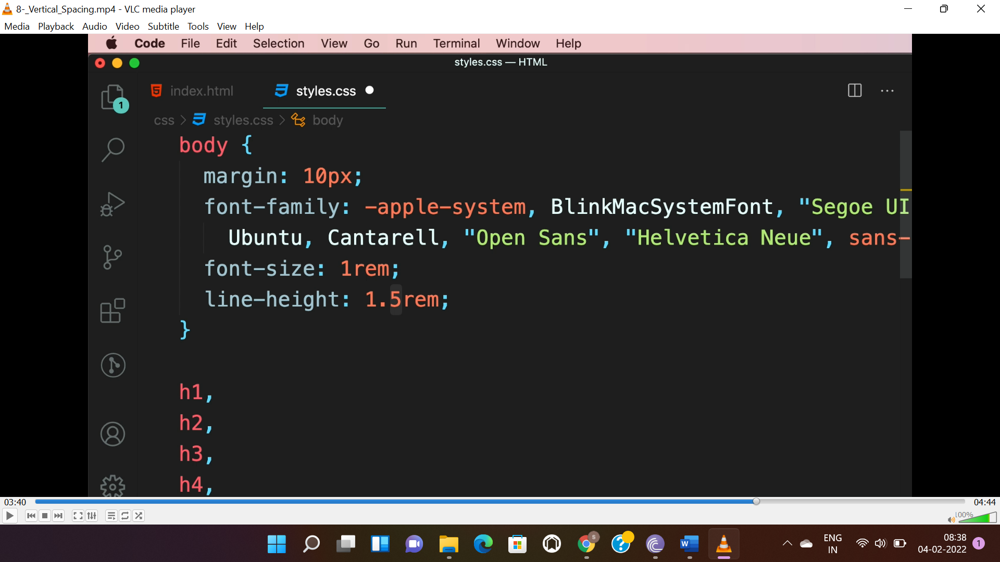 8-_Vertical_Spacing.mp4 - VLC media player
Media Playback Audio Video Subtitle Tools View Help
Code File Edit Selection View Go Run Terminal Window Help
styles.css — HTML
index.html styles.css
1
css > styles.css > body
body {
margin: 10px;
font-family: -apple-system, BlinkMacSystemFont, "Segoe UI
Ubuntu, Cantarell, "Open Sans", "Helvetica Neue", sans-
font-size: 1rem;
line-height: 1.5rem;
}
h1,
h2,
h3,
h4,
03:40 04:44
100%
ENG
IN
08:38
04-02-2022
1